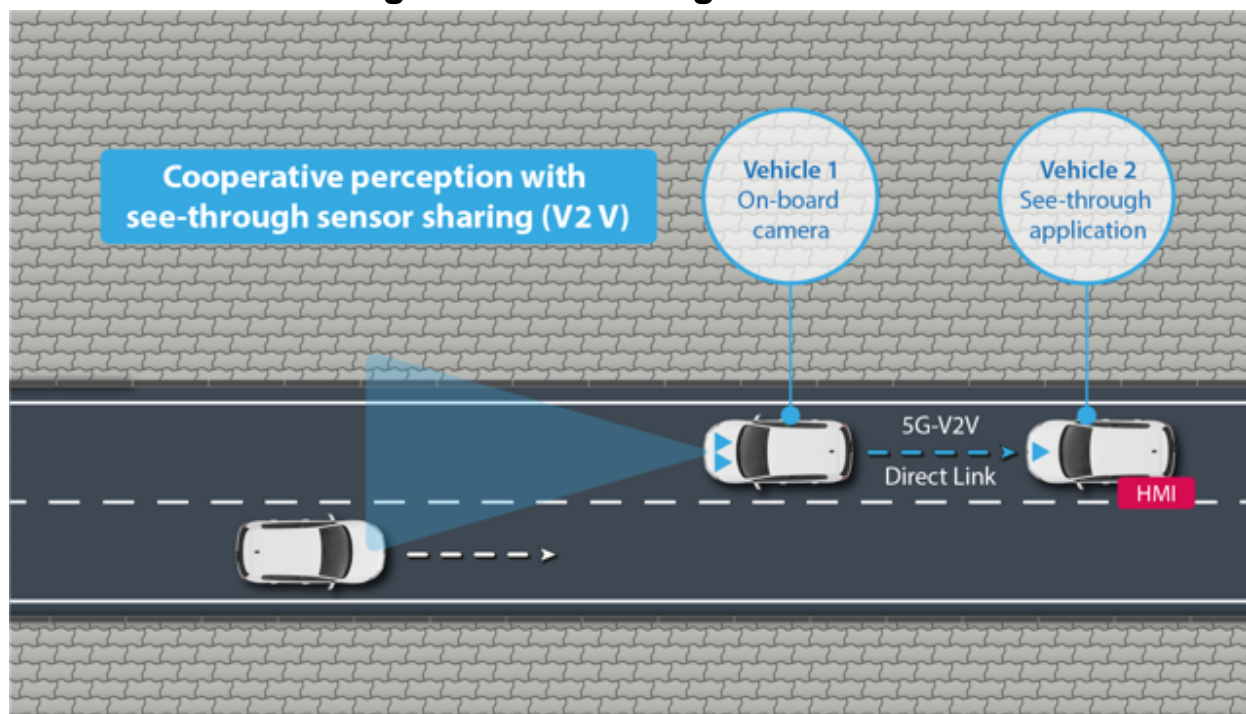 Cooperative perception with
see-through sensor sharing (V2 V)
Vehicle 1
On-board
camera
Vehicle 2
See-through
application
5G-V2V
Direct Link
HMI